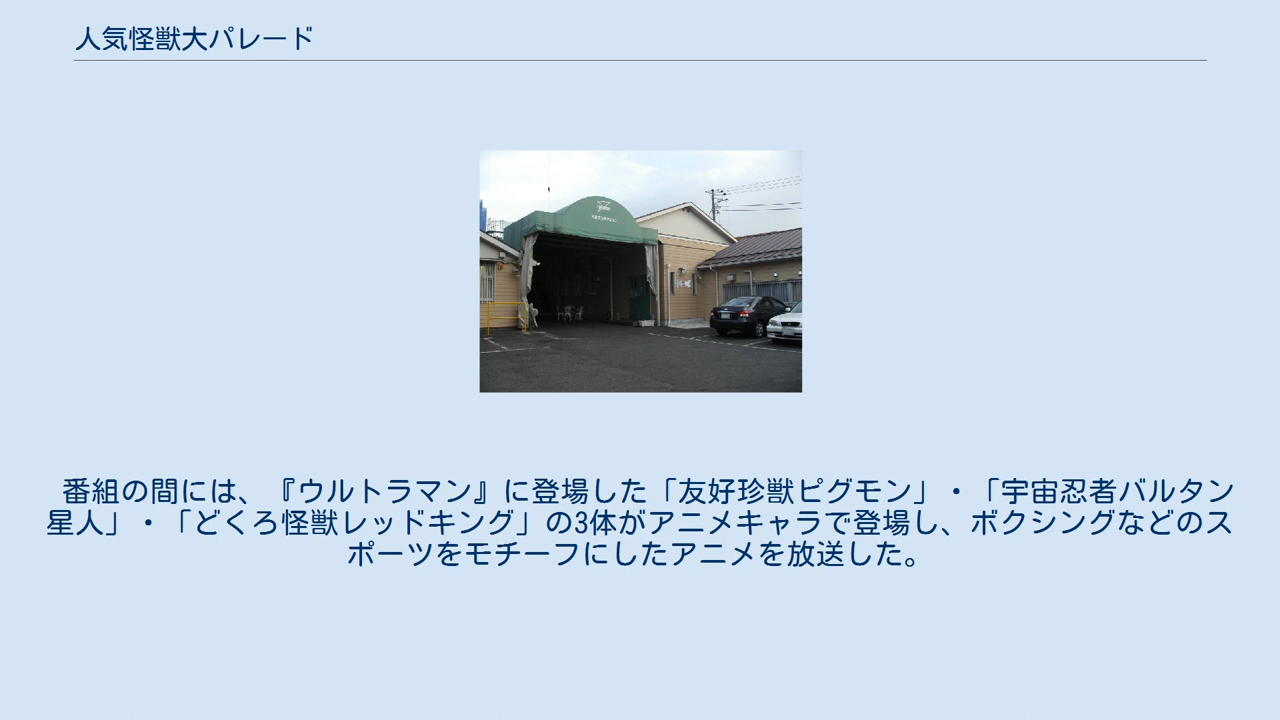 人気怪獣大パレード
番組の間には、『ウルトラマン』に登場した「友好珍獣ピグモン」・「宇宙忍者バルタン
星人」・「どくろ怪獣レッドキング」の3体がアニメキャラで登場し、ボクシングなどのス
ポーツをモチーフにしたアニメを放送した。